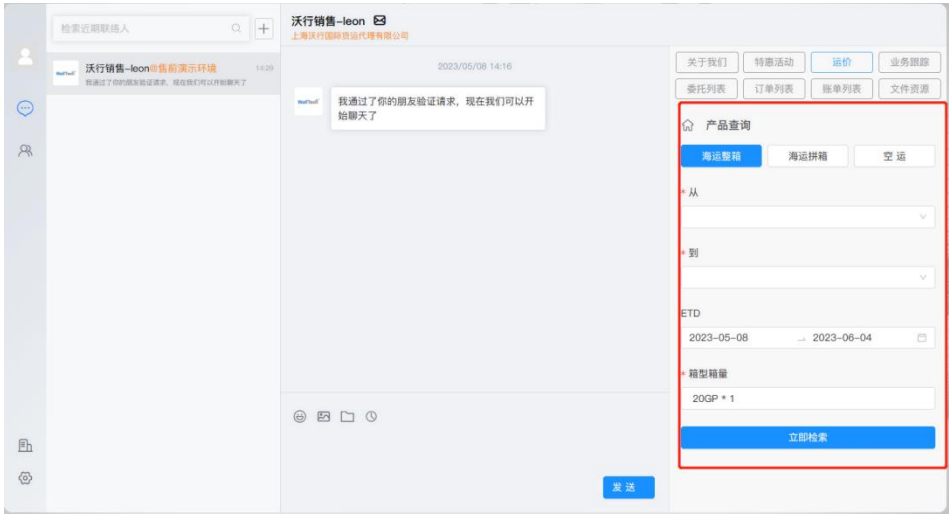 检索近期联络人
沃行销售-leon@售前演示环境 14:29
我通过了你的朋友验证请求，现在我们可以开始聊天了
沃行销售-leon
上海沃行国际货运代理有限公司
2023/05/08 14:16
WallTech
我通过了你的朋友验证请求，现在我们可以开
始聊天了
发 送
关于我们 特惠活动 运价 业务跟踪
委托列表 订单列表 账单列表 文件资源
产品查询
海运整箱 海运拼箱 空 运
* 从
* 到
ETD
2023-05-08 → 2023-06-04
* 箱型箱量
20GP * 1
立即检索